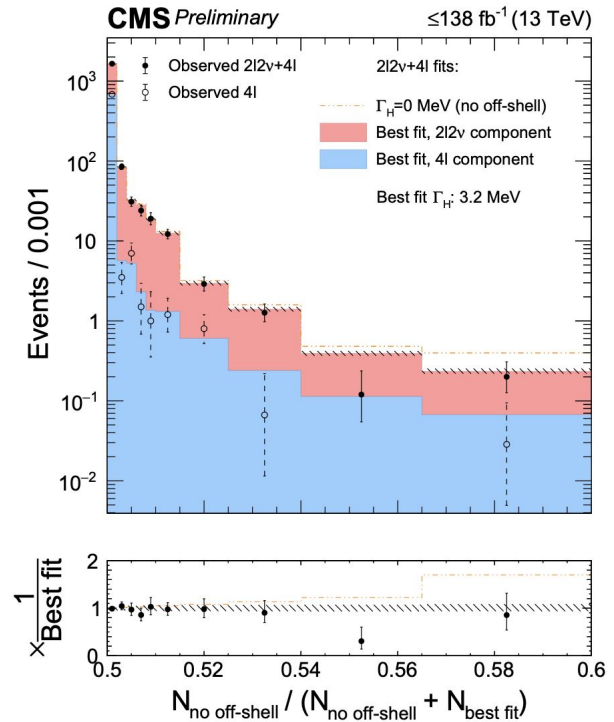 CMS Preliminary ≤138 fb⁻¹ (13 TeV)
Observed 2l2ν+4l
Observed 4l
2l2ν+4l fits:
Γ_H=0 MeV (no off-shell)
Best fit, 2l2ν component
Best fit, 4l component
Best fit Γ_H: 3.2 MeV
Events / 0.001
10³
10²
10
1
10⁻¹
10⁻²
× 1 / Best fit
2
1
0
0.5 0.52 0.54 0.56 0.58 0.6
N_no off-shell / (N_no off-shell + N_best fit)